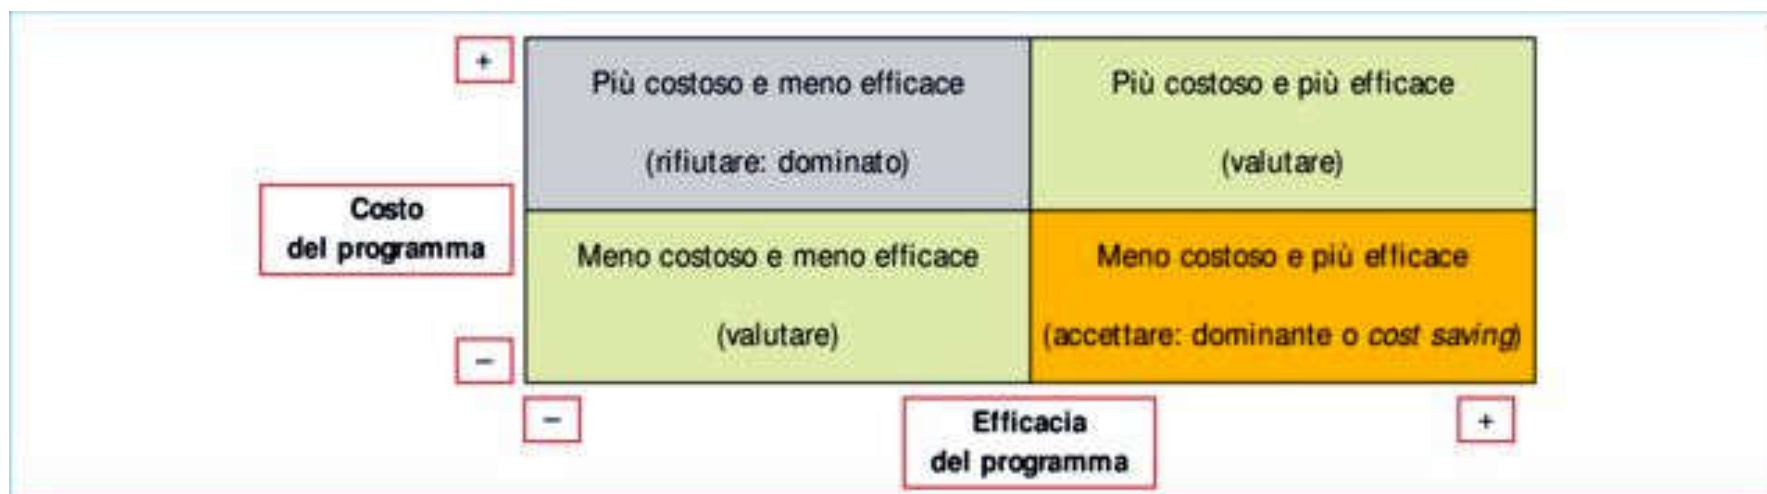 +
Più costoso e meno efficace
(rifiutare: dominato)
Più costoso e più efficace
(valutare)
Costo
del programma
Meno costoso e meno efficace
(valutare)
Meno costoso e più efficace
(accettare: dominante o cost saving)
–
–
Efficacia
del programma
+